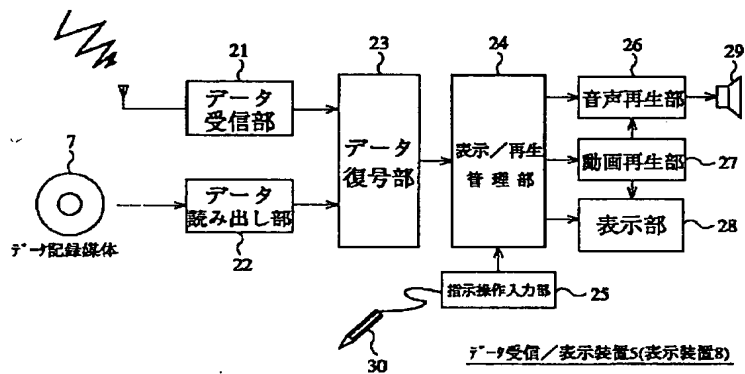 21
データ
受信部
7
データ記録媒体
データ
読み出し部
22
23
データ
復号部
24
表示／再生
管理部
26
音声再生部
29
動画再生部
27
表示部
28
指示操作入力部
25
30
データ受信／表示装置5(表示装置8)